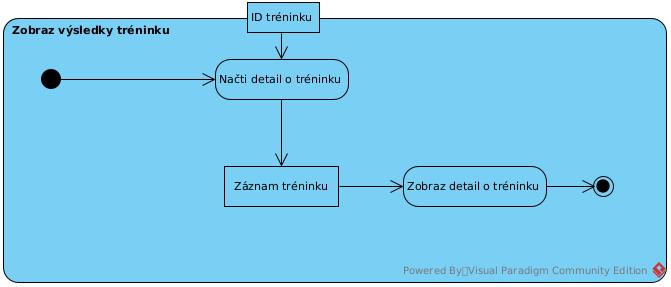 ID tréninku
Zobraz výsledky tréninku
Načti detail o tréninku
Záznam tréninku
Zobraz detail o tréninku
Powered By Visual Paradigm Community Edition